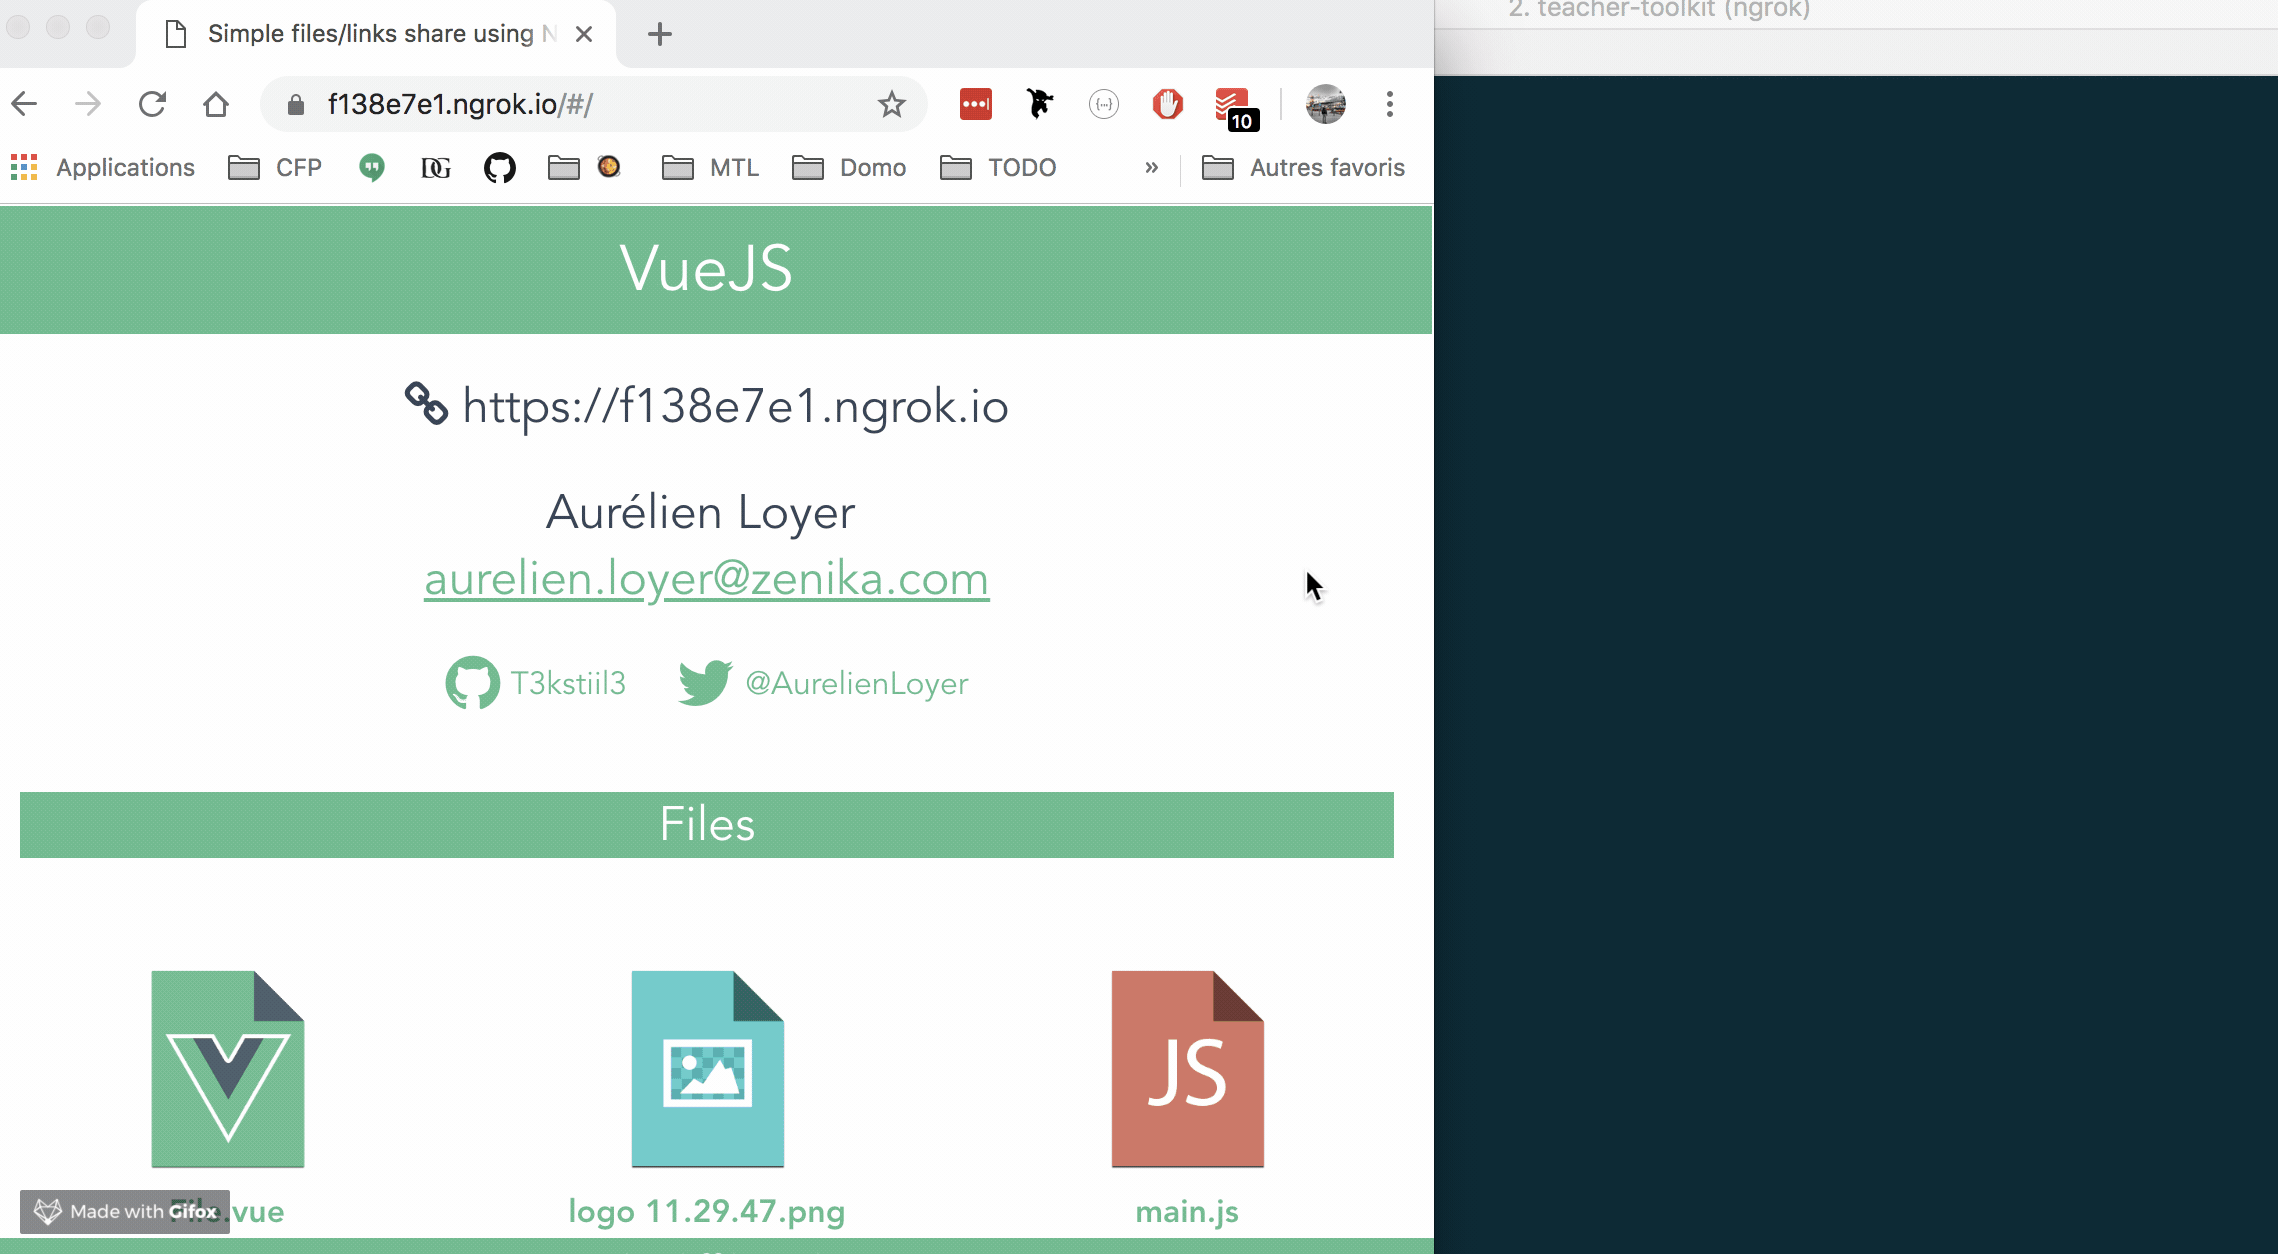 2. teacher-toolkit (ngrok)
Simple files/links share using N
f138e7e1.ngrok.io/#/
10
Applications CFP DG MTL Domo TODO » Autres favoris
VueJS
https://f138e7e1.ngrok.io
Aurélien Loyer
aurelien.loyer@zenika.com
T3kstiil3 @AurelienLoyer
Files
JS
File.vue logo 11.29.47.png main.js
Made with Gifox